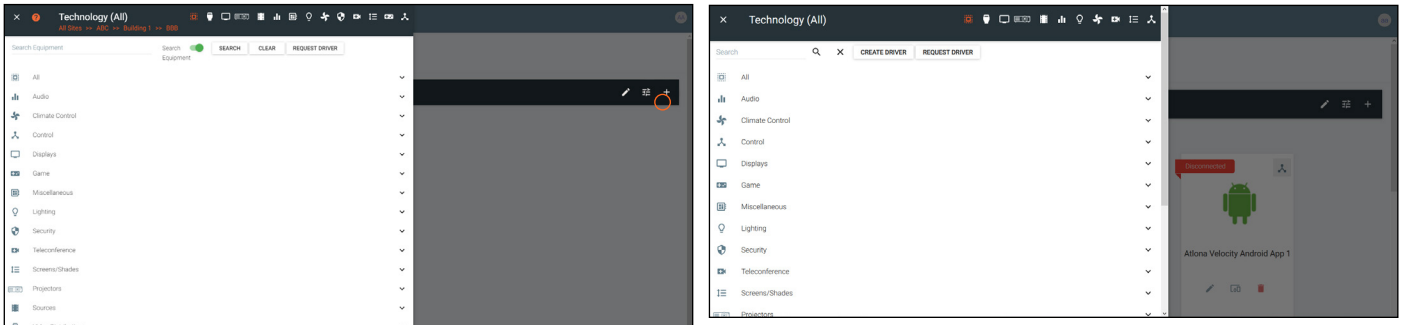 Technology (All)
All Sites >> ABC >> Building 1 >> BBB
Search Equipment
Search
Equipment
SEARCH
CLEAR
REQUEST DRIVER
All
Audio
Climate Control
Control
Displays
Game
Miscellaneous
Lighting
Security
Teleconference
Screens/Shades
Projectors
Sources
Technology (All)
Search
CREATE DRIVER
REQUEST DRIVER
All
Audio
Climate Control
Control
Displays
Game
Miscellaneous
Lighting
Security
Teleconference
Screens/Shades
Projectors
Disconnected
Atlona Velocity Android App 1